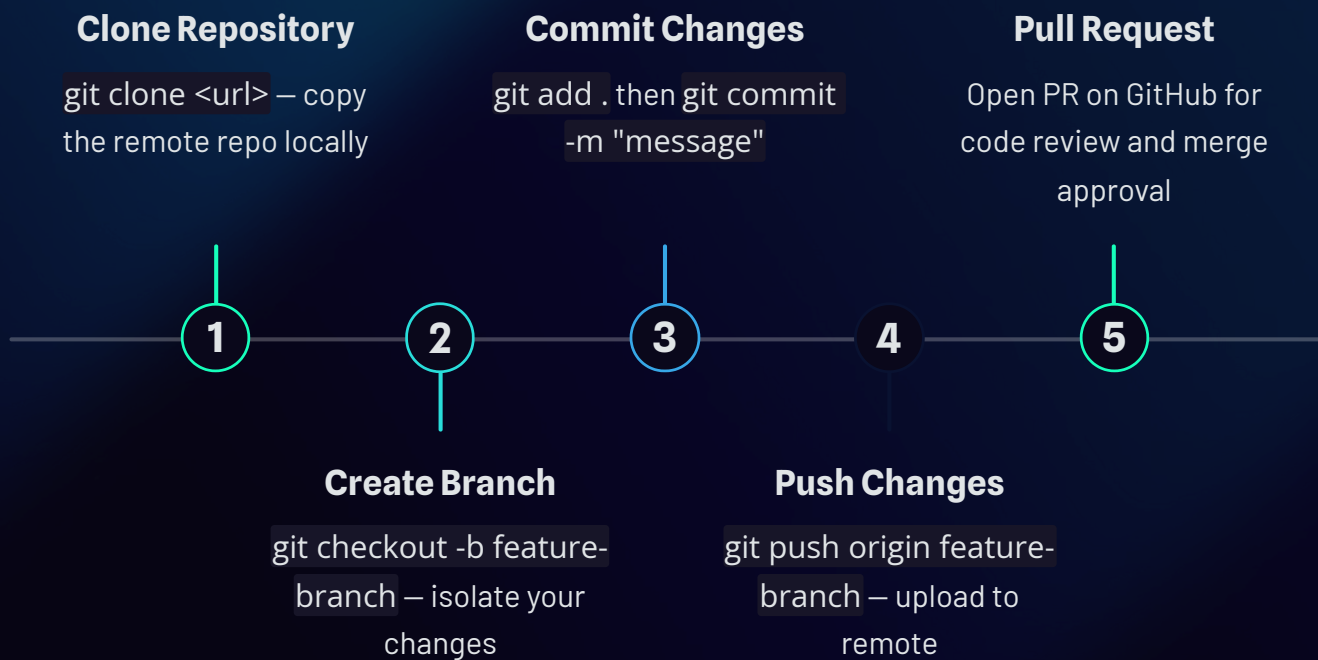 Clone Repository
git clone <url> – copy
the remote repo locally
Commit Changes
git add . then git commit
-m "message"
Pull Request
Open PR on GitHub for
code review and merge
approval
1
2
3
4
5
Create Branch
git checkout -b feature-
branch – isolate your
changes
Push Changes
git push origin feature-
branch – upload to
remote